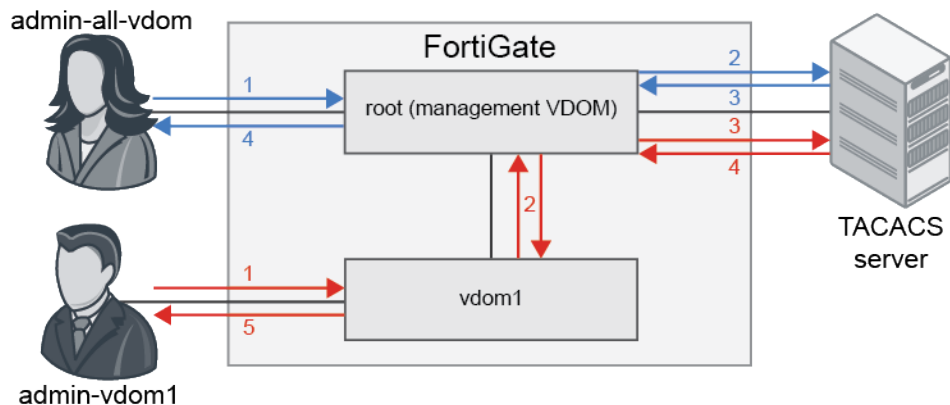 admin-all-vdom
FortiGate
1
root (management VDOM)
2
3
4
3
4
2
TACACS
server
1
vdom1
5
admin-vdom1